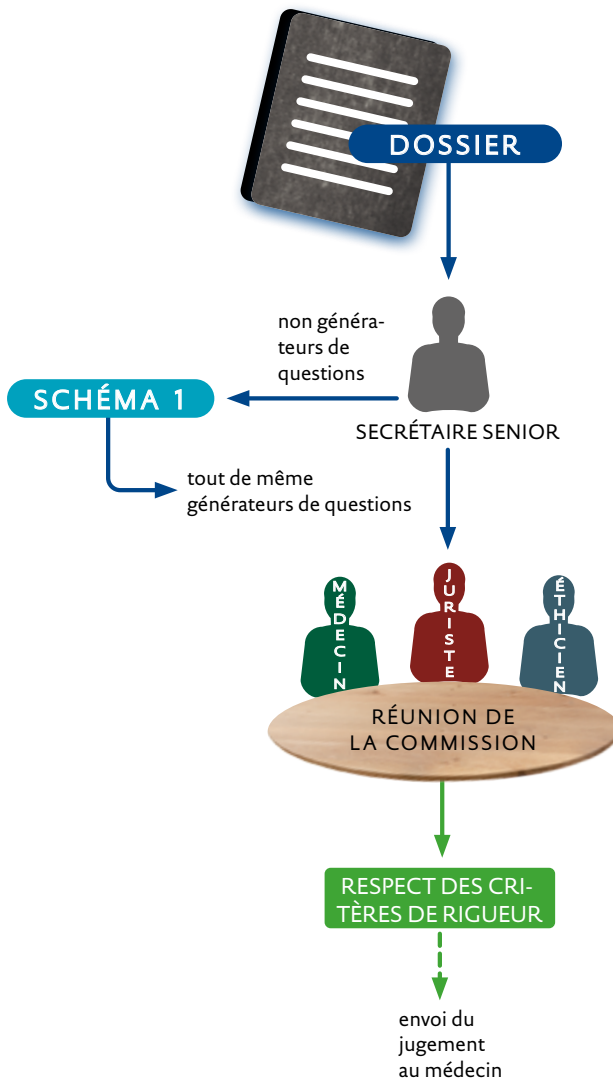 DOSSIER
non généra-
teurs de
questions
SCHÉMA 1
SECRÉTAIRE SENIOR
tout de même
générateurs de questions
MÉDECIN
JURISTE
ÉTHICIEN
RÉUNION DE
LA COMMISSION
RESPECT DES CRI-
TÈRES DE RIGUEUR
envoi du
jugement
au médecin